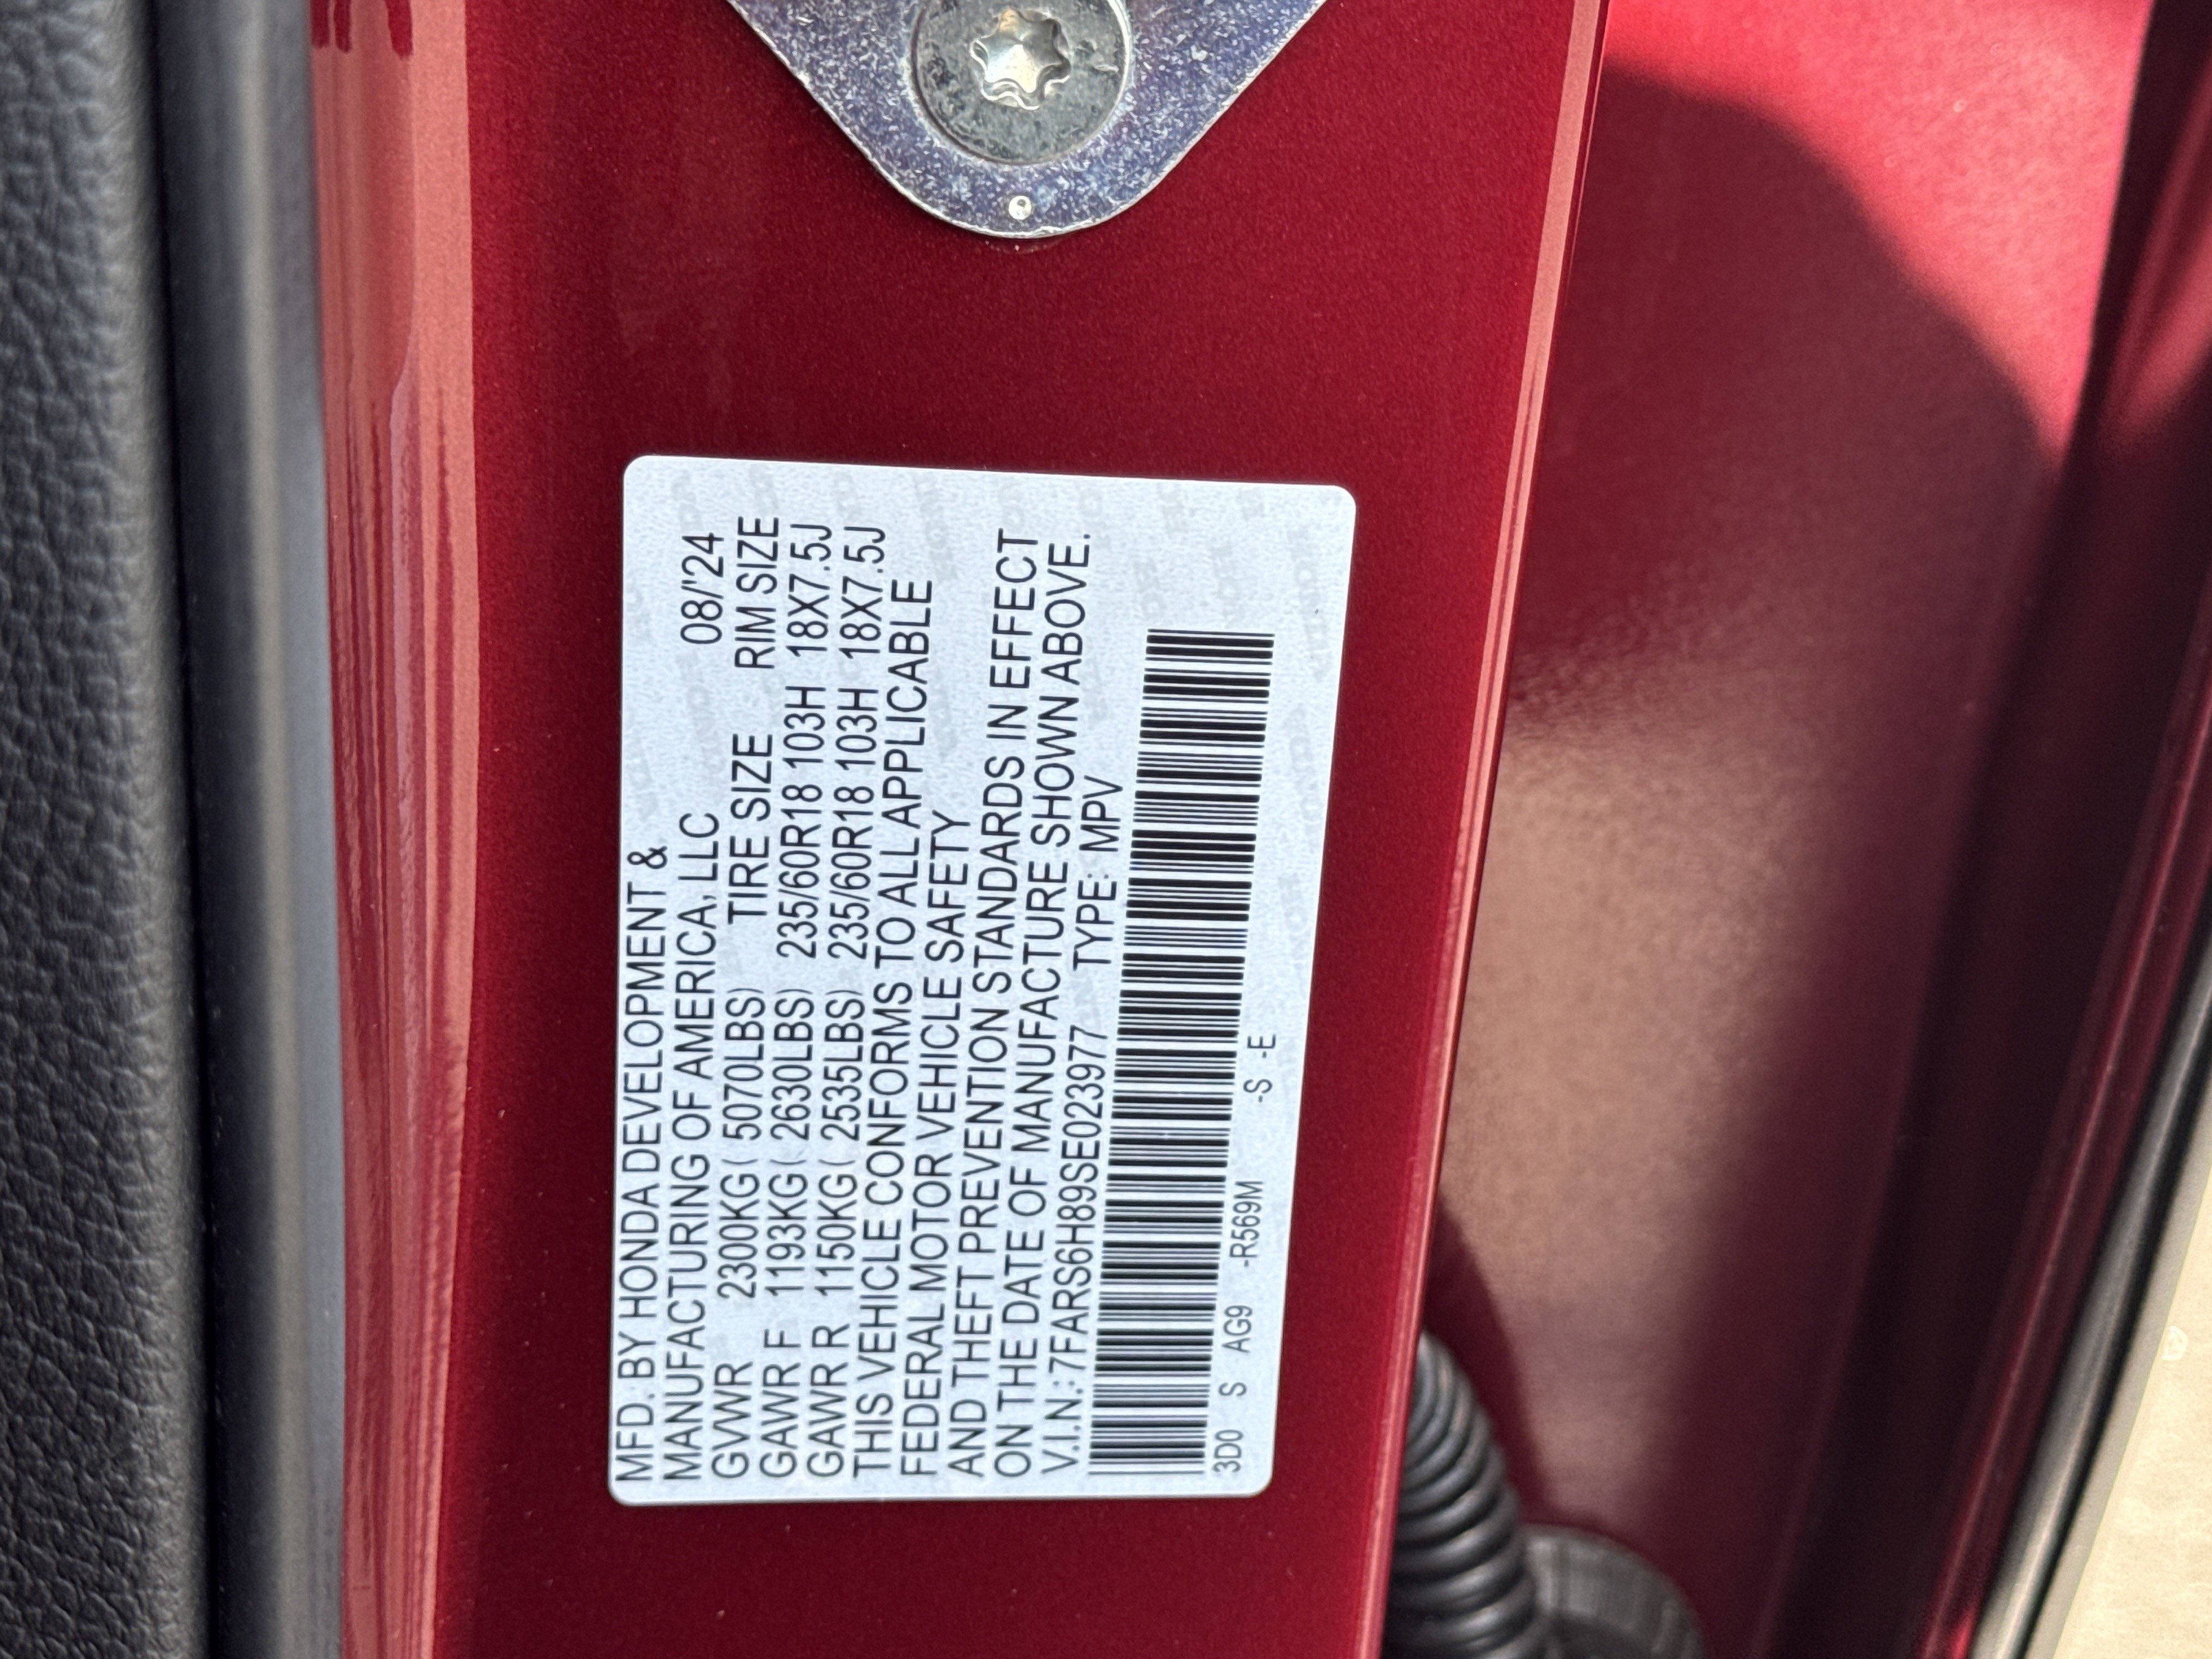 MFD. BY HONDA DEVELOPMENT &
MANUFACTURING OF AMERICA, LLC 08/'24
GVWR 2300KG ( 5070LBS) TIRE SIZE RIM SIZE
GAWR F 1193KG ( 2630LBS) 235/60R18 103H 18X7.5J
GAWR R 1150KG ( 2535LBS) 235/60R18 103H 18X7.5J
THIS VEHICLE CONFORMS TO ALL APPLICABLE
FEDERAL MOTOR VEHICLE SAFETY
AND THEFT PREVENTION STANDARDS IN EFFECT
ON THE DATE OF MANUFACTURE SHOWN ABOVE.
V.I.N.: 7FARS6H89SE023977 TYPE: MPV
3D0 S AG9 -R569M -S -E